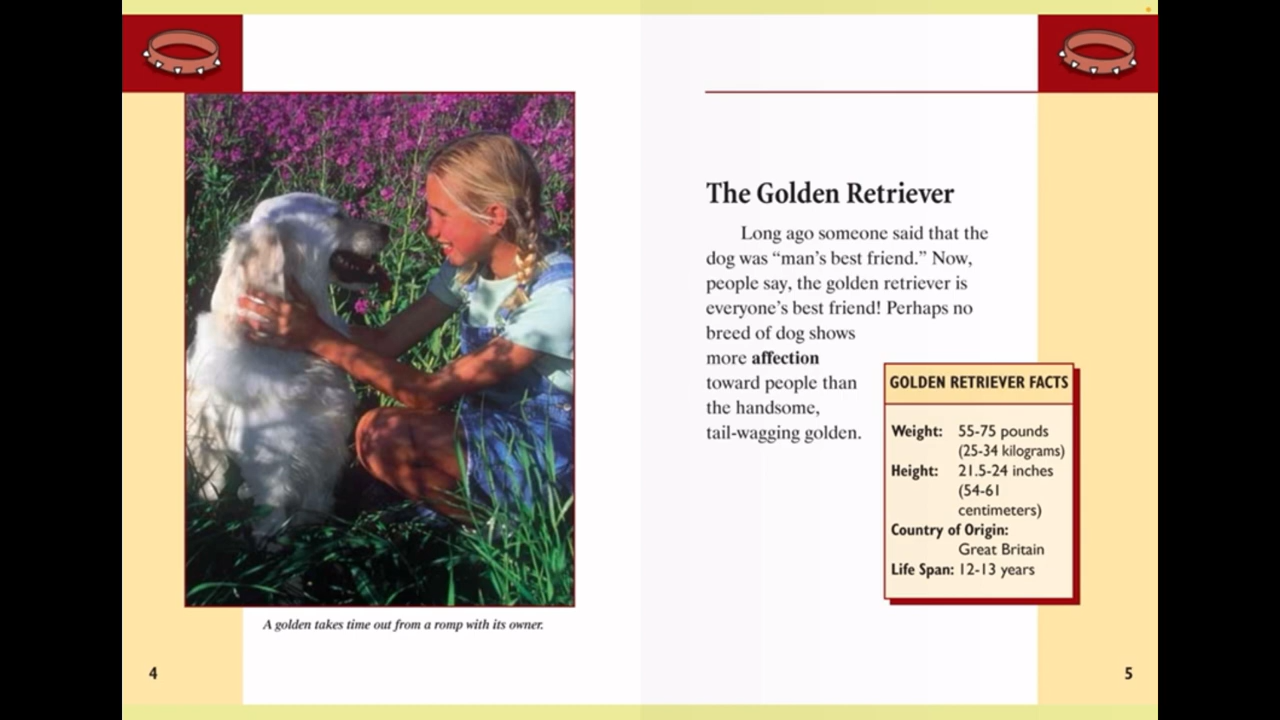 A golden takes time out from a romp with its owner.
4
The Golden Retriever
Long ago someone said that the
dog was “man’s best friend.” Now,
people say, the golden retriever is
everyone’s best friend! Perhaps no
breed of dog shows
more affection
toward people than
the handsome,
tail-wagging golden.
GOLDEN RETRIEVER FACTS
Weight: 55-75 pounds
(25-34 kilograms)
Height: 21.5-24 inches
(54-61
centimeters)
Country of Origin:
Great Britain
Life Span: 12-13 years
5